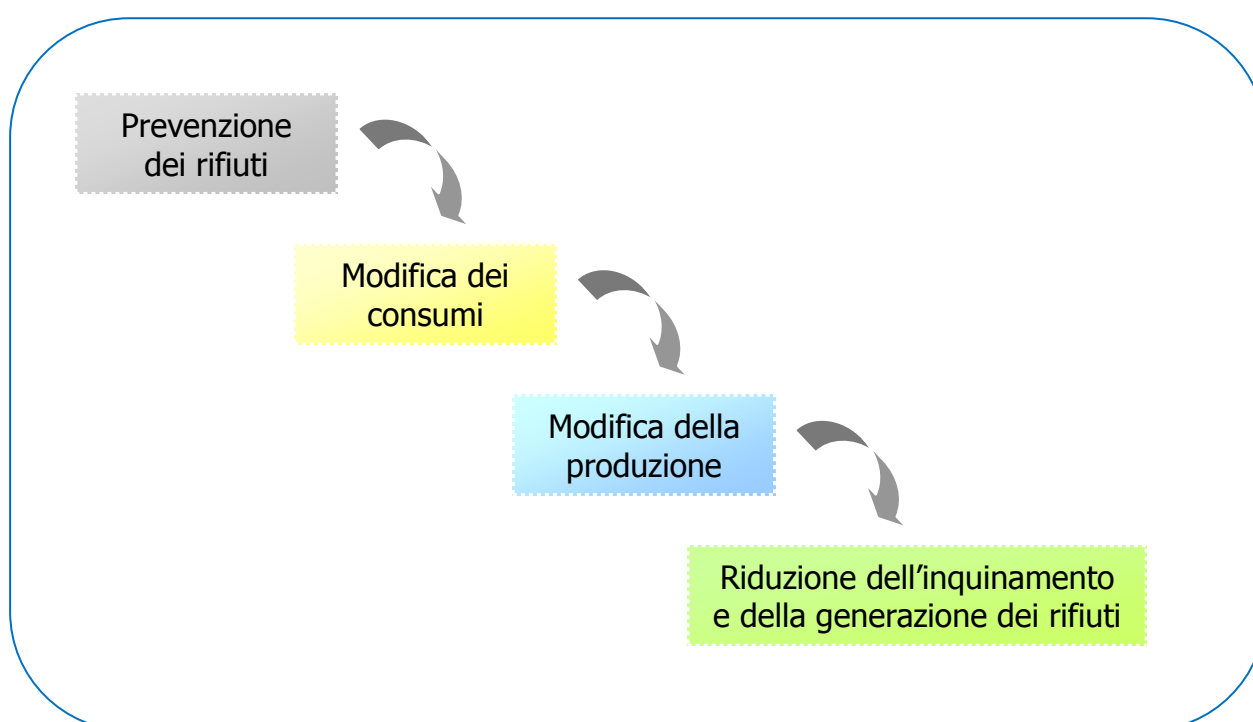 Prevenzione
dei rifiuti
Modifica dei
consumi
Modifica della
produzione
Riduzione dell’inquinamento
e della generazione dei rifiuti